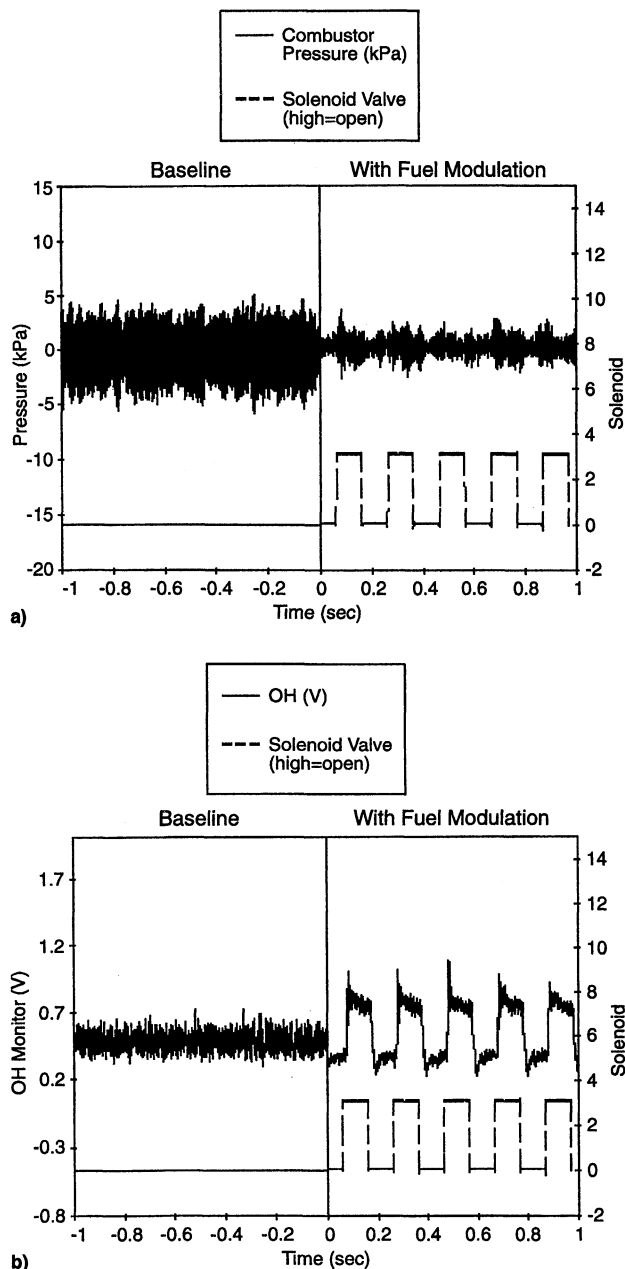 Combustor
Pressure (kPa)
Solenoid Valve
(high=open)
Baseline
With Fuel Modulation
15
10
5
0
-5
-10
-15
-20
Pressure (kPa)
14
12
10
8
6
4
2
0
-2
Solenoid
-1 -0.8 -0.6 -0.4 -0.2 0 0.2 0.4 0.6 0.8 1
Time (sec)
a)
OH (V)
Solenoid Valve
(high=open)
Baseline
With Fuel Modulation
1.7
1.2
0.7
0.2
-0.3
-0.8
OH Monitor (V)
14
12
10
8
6
4
2
0
-2
Solenoid
-1 -0.8 -0.6 -0.4 -0.2 0 0.2 0.4 0.6 0.8 1
Time (sec)
b)